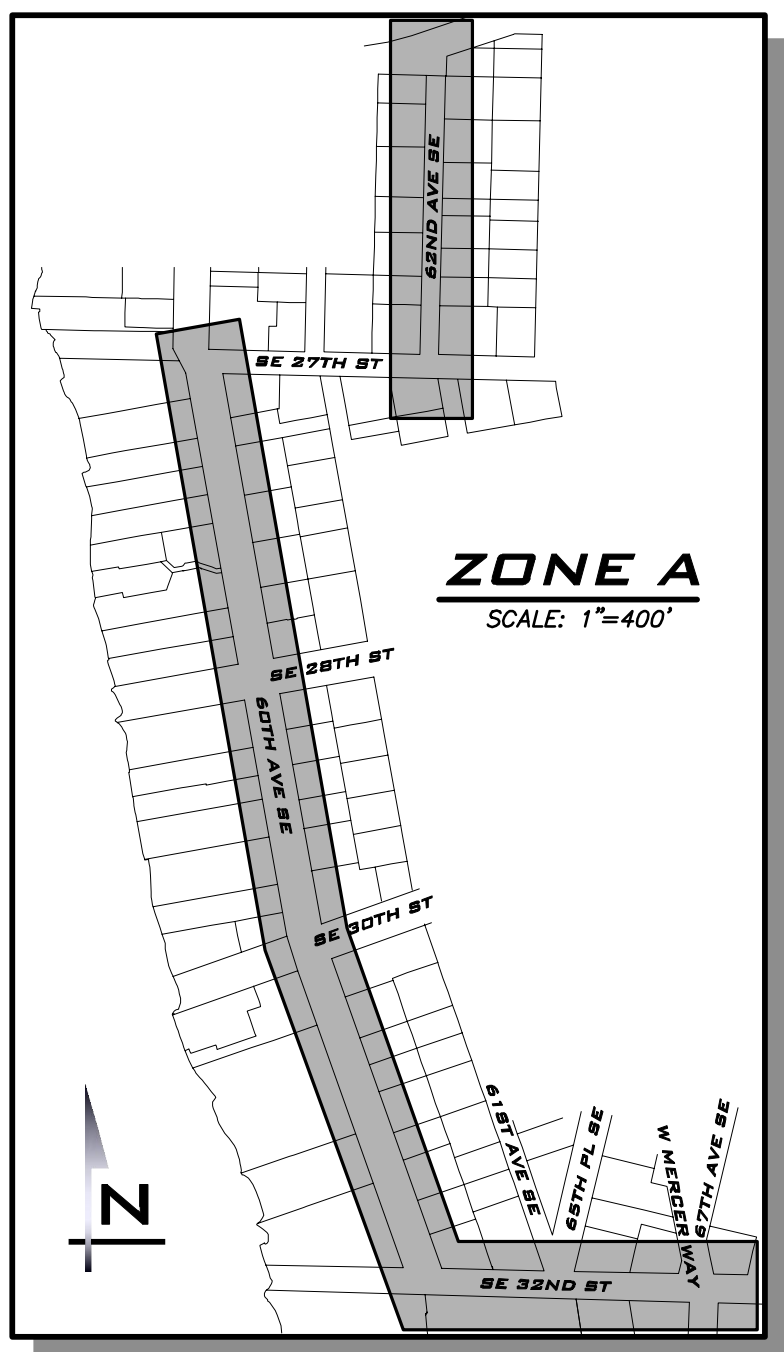 62ND AVE SE
SE 27TH ST
ZONE A
SCALE: 1"=400'
SE 28TH ST
60TH AVE SE
SE 30TH ST
61ST AVE SE
65TH PL SE
W MERCER WAY
67TH AVE SE
N
SE 32ND ST